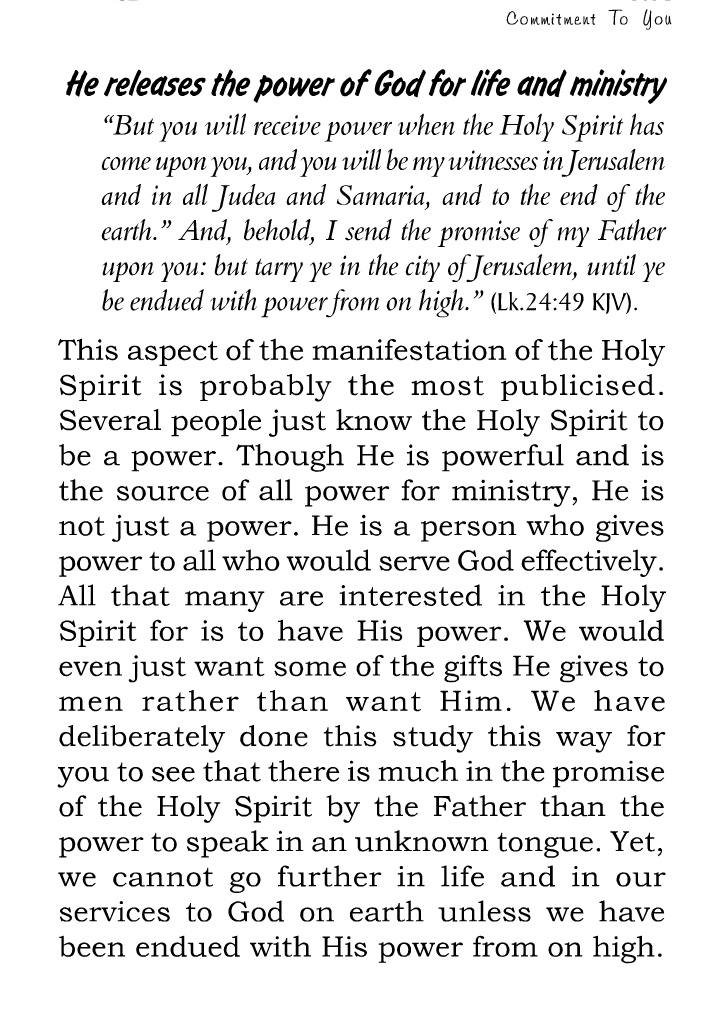 Commitment To You
He releases the power of God for life and ministry
“But you will receive power when the Holy Spirit has
come upon you, and you will be my witnesses in Jerusalem
and in all Judea and Samaria, and to the end of the
earth.” And, behold, I send the promise of my Father
upon you: but tarry ye in the city of Jerusalem, until ye
be endued with power from on high.” (Lk.24:49 KJV).
This aspect of the manifestation of the Holy
Spirit is probably the most publicised.
Several people just know the Holy Spirit to
be a power. Though He is powerful and is
the source of all power for ministry, He is
not just a power. He is a person who gives
power to all who would serve God effectively.
All that many are interested in the Holy
Spirit for is to have His power. We would
even just want some of the gifts He gives to
men rather than want Him. We have
deliberately done this study this way for
you to see that there is much in the promise
of the Holy Spirit by the Father than the
power to speak in an unknown tongue. Yet,
we cannot go further in life and in our
services to God on earth unless we have
been endued with His power from on high.